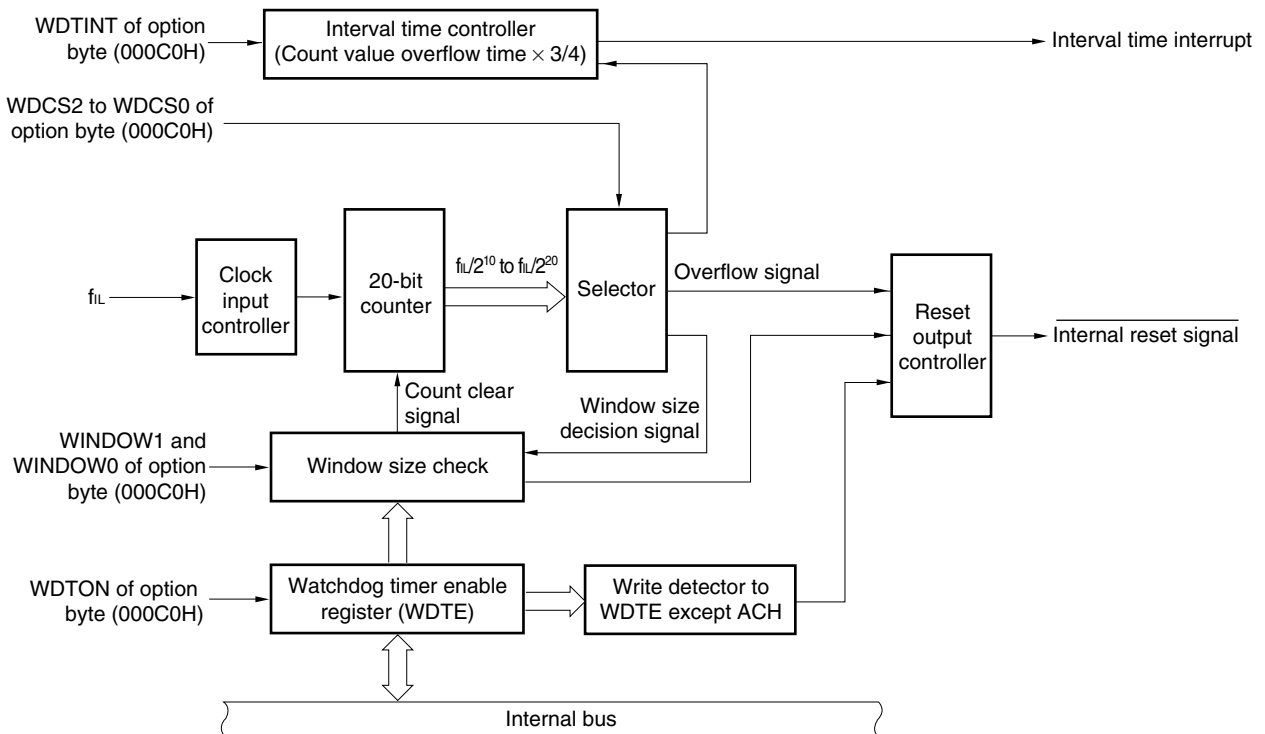 WDTINT of option
byte (000C0H)
Interval time controller
(Count value overflow time × 3/4)
Interval time interrupt
WDCS2 to WDCS0 of
option byte (000C0H)
fIL
Clock
input
controller
20-bit
counter
fIL/2¹⁰ to fIL/2²⁰
Selector
Overflow signal
Reset
output
controller
Internal reset signal
Count clear
signal
Window size
decision signal
WINDOW1 and
WINDOW0 of option
byte (000C0H)
Window size check
WDTON of option
byte (000C0H)
Watchdog timer enable
register (WDTE)
Write detector to
WDTE except ACH
Internal bus